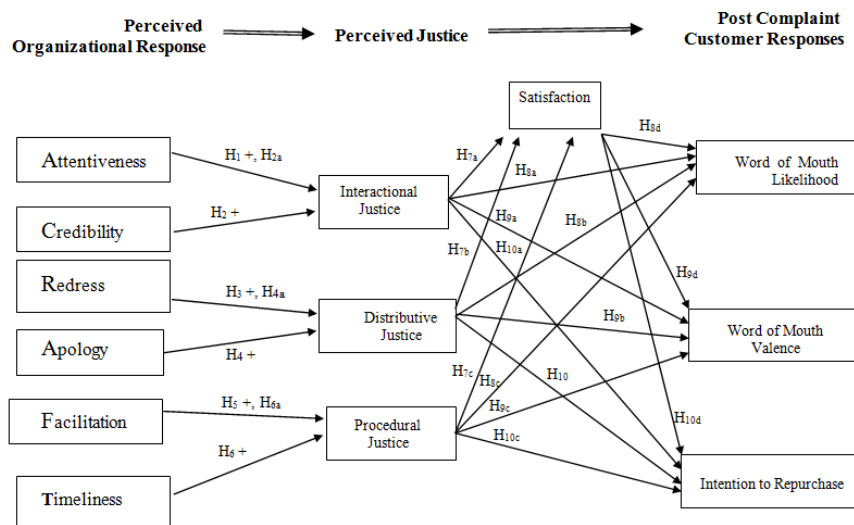 Perceived
Organizational Response
Perceived Justice
Post Complaint
Customer Responses
Satisfaction
Attentiveness
Credibility
Redress
Apology
Facilitation
Timeliness
H1 +, H2a
H2 +
H3 +, H4a
H4 +
H5 +, H6a
H6 +
Interactional
Justice
Distributive
Justice
Procedural
Justice
H7a
H8a
H9a
H10a
H7b
H8b
H9b
H10
H7c
H8c
H9c
H10c
H8d
H9d
H10d
Word of Mouth
Likelihood
Word of Mouth
Valence
Intention to Repurchase